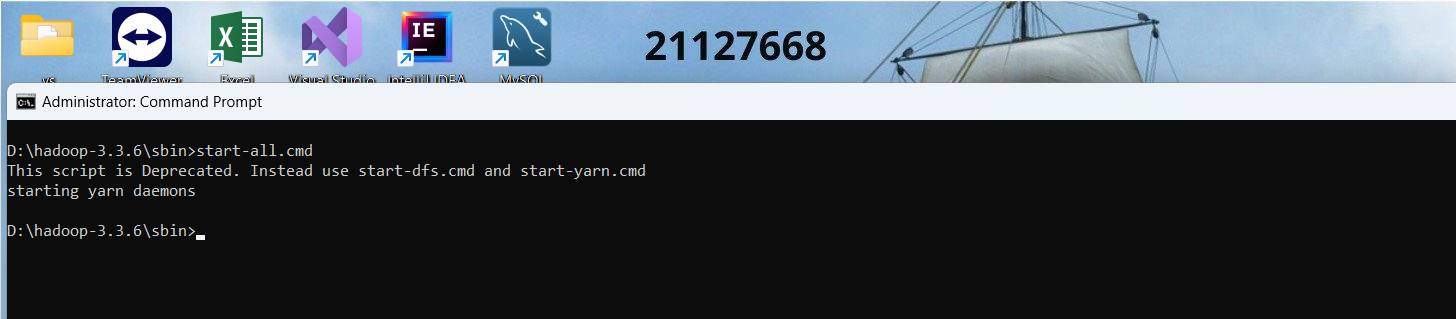 IE
21127668
TeamViewer
Excel
Visual Studio
IntelliJ IDEA
MySQL
Administrator: Command Prompt
D:\hadoop-3.3.6\sbin>start-all.cmd
This script is Deprecated. Instead use start-dfs.cmd and start-yarn.cmd
starting yarn daemons
D:\hadoop-3.3.6\sbin>